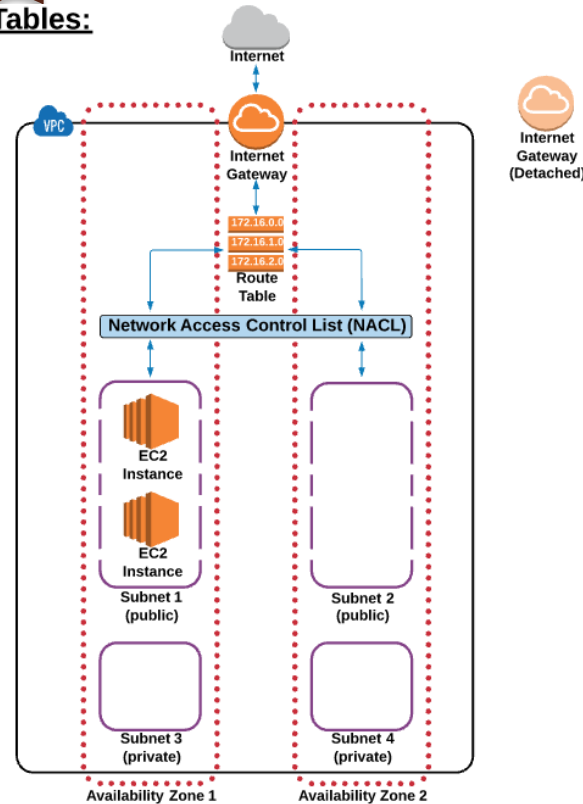 Tables:
Internet
VPC
Internet
Gateway
Internet
Gateway
(Detached)
172.16.0.0
172.16.1.0
172.16.2.0
Route
Table
Network Access Control List (NACL)
EC2
Instance
EC2
Instance
Subnet 1
(public)
Subnet 2
(public)
Subnet 3
(private)
Subnet 4
(private)
Availability Zone 1
Availability Zone 2